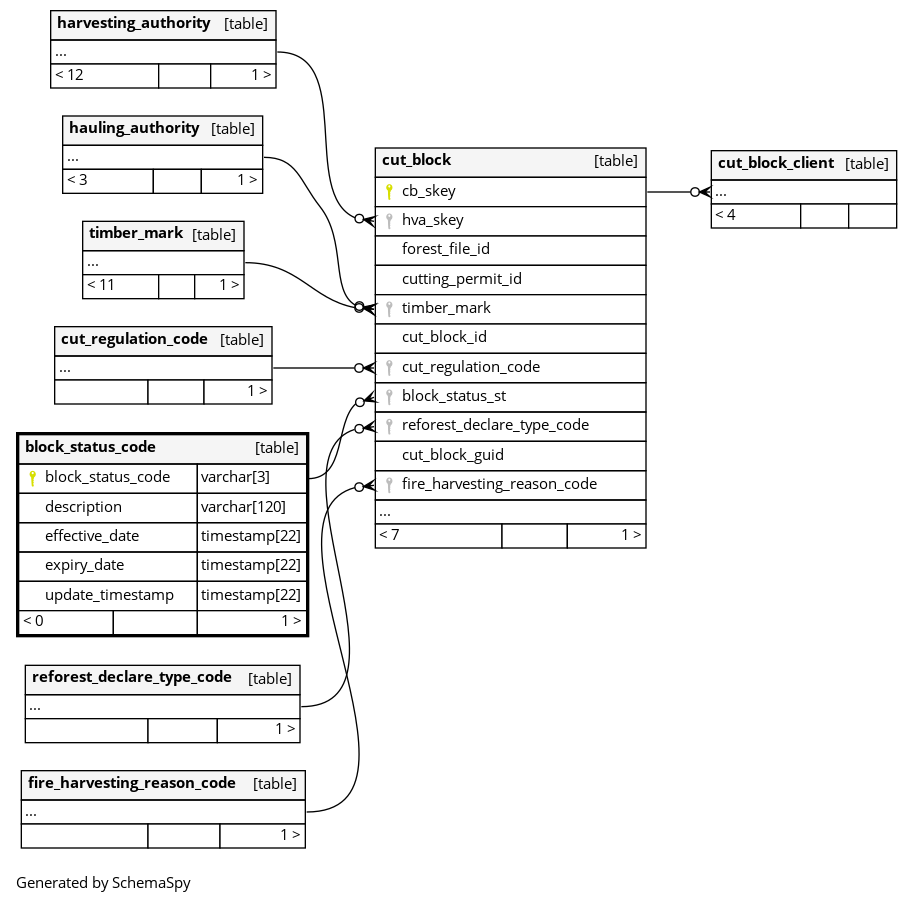 harvesting_authority [table]
...
< 12 1 >
hauling_authority [table]
...
< 3 1 >
timber_mark [table]
...
< 11 1 >
cut_regulation_code [table]
...
1 >
block_status_code [table]
block_status_code varchar[3]
description varchar[120]
effective_date timestamp[22]
expiry_date timestamp[22]
update_timestamp timestamp[22]
< 0 1 >
reforest_declare_type_code [table]
...
1 >
fire_harvesting_reason_code [table]
...
1 >
cut_block [table]
cb_skey
hva_skey
forest_file_id
cutting_permit_id
timber_mark
cut_block_id
cut_regulation_code
block_status_st
reforest_declare_type_code
cut_block_guid
fire_harvesting_reason_code
...
< 7 1 >
cut_block_client [table]
...
< 4
Generated by SchemaSpy